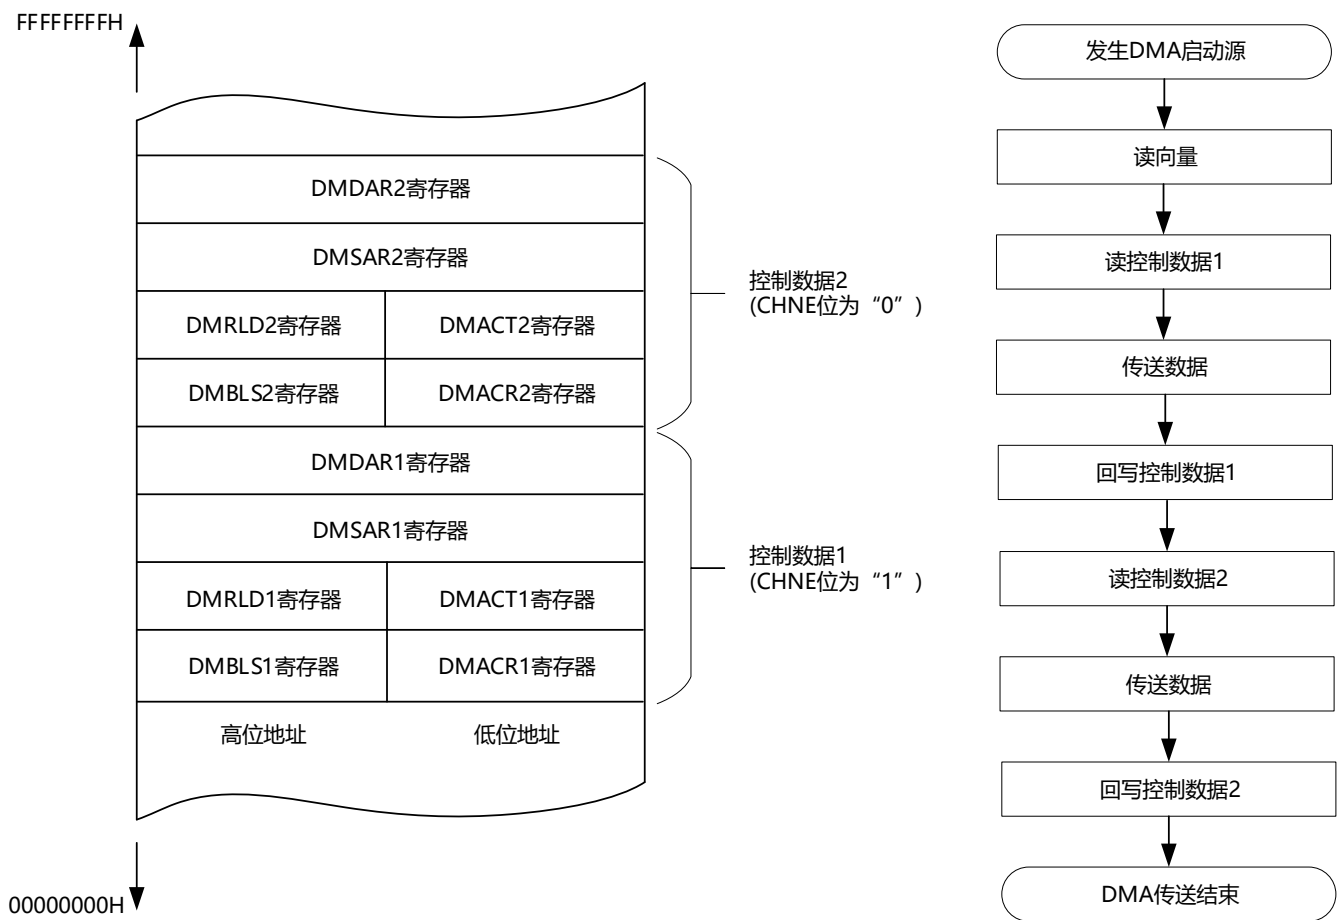 FFFFFFFFH
DMDAR2寄存器
DMSAR2寄存器
DMRLD2寄存器 DMACT2寄存器
DMBLS2寄存器 DMACR2寄存器
DMDAR1寄存器
DMSAR1寄存器
DMRLD1寄存器 DMACT1寄存器
DMBLS1寄存器 DMACR1寄存器
高位地址 低位地址
00000000H
控制数据2
(CHNE位为“0”)
控制数据1
(CHNE位为“1”)
发生DMA启动源
读向量
读控制数据1
传送数据
回写控制数据1
读控制数据2
传送数据
回写控制数据2
DMA传送结束